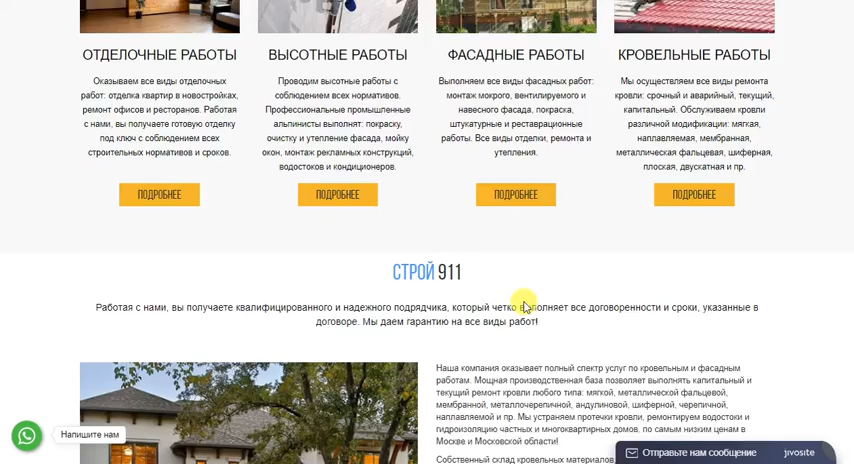 ОТДЕЛОЧНЫЕ РАБОТЫ
Оказываем все виды отделочных
работ: отделка квартир в новостройках,
ремонт офисов и ресторанов. Работая
с нами, вы получаете готовую отделку
под ключ с соблюдением всех
строительных нормативов и сроков.
ПОДРОБНЕЕ
ВЫСОТНЫЕ РАБОТЫ
Проводим высотные работы с
соблюдением всех нормативов.
Профессиональные промышленные
альпинисты выполнят: покраску,
очистку и утепление фасада, мойку
окон, монтаж рекламных конструкций,
водостоков и кондиционеров.
ПОДРОБНЕЕ
ФАСАДНЫЕ РАБОТЫ
Выполняем все виды фасадных работ:
монтаж мокрого, вентилируемого и
навесного фасада, покраска,
штукатурные и реставрационные
работы. Все виды отделки, ремонта и
утепления.
ПОДРОБНЕЕ
КРОВЕЛЬНЫЕ РАБОТЫ
Мы осуществляем все виды ремонта
кровли: срочный и аварийный, текущий,
капитальный. Обслуживаем кровли
различной модификации: мягкая,
наплавляемая, мембранная,
металлическая фальцевая, шиферная,
плоская, двускатная и пр.
ПОДРОБНЕЕ
СТРОЙ 911
Работая с нами, вы получаете квалифицированного и надежного подрядчика, который четко выполняет все договоренности и сроки, указанные в
договоре. Мы даем гарантию на все виды работ!
Наша компания оказывает полный спектр услуг по кровельным и фасадным
работам. Мощная производственная база позволяет выполнять капитальный и
текущий ремонт кровли любого типа: мягкой, металлической фальцевой,
мембранной, металлочерепичной, андулиновой, шиферной, черепичной,
наплавляемой и пр. Мы устраняем протечки кровли, ремонтируем водостоки и
гидроизоляцию частных и многоквартирных домов, по самым низким ценам в
Москве и Московской области!
Собственный склад кровельных материалов,
Напишите нам
Отправьте нам сообщение
jivosite